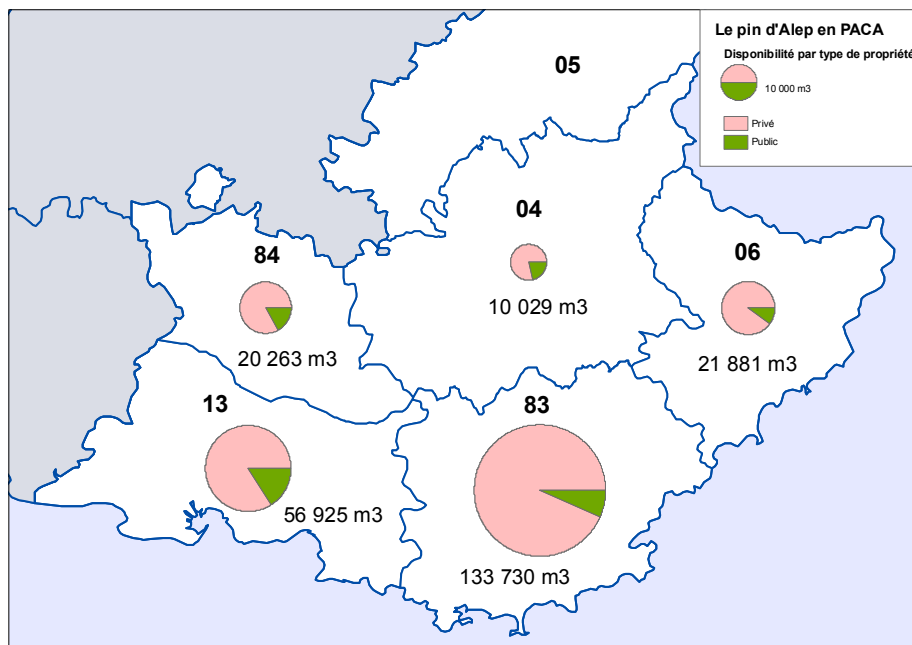 Le pin d'Alep en PACA
Disponibilité par type de propriété
10 000 m3
Privé
Public
05
04
10 029 m3
84
20 263 m3
06
21 881 m3
13
56 925 m3
83
133 730 m3